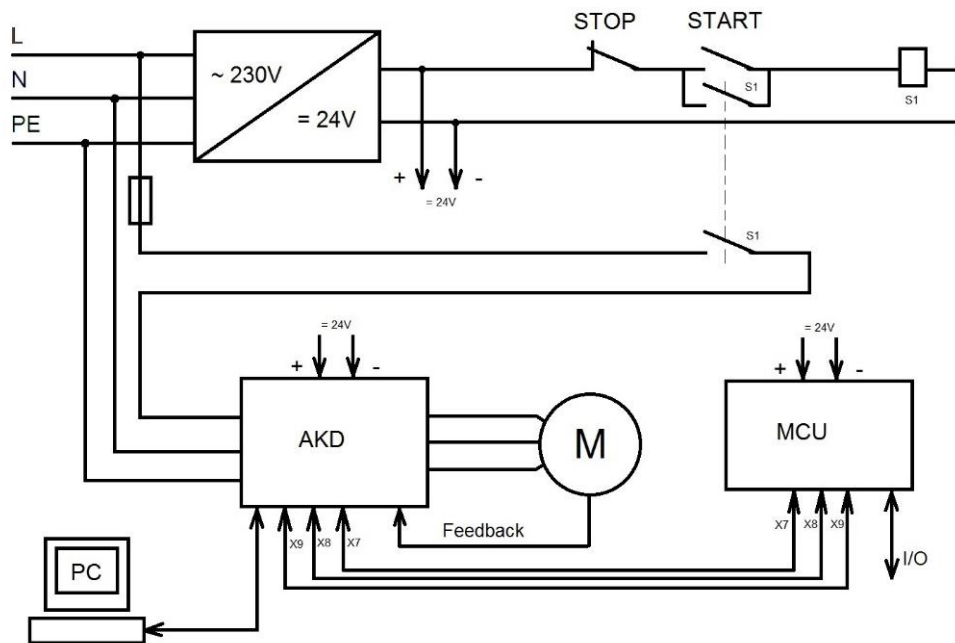 L
N
PE
~ 230V
= 24V
STOP
START
S1
S1
+
-
= 24V
S1
= 24V
+
-
= 24V
+
-
AKD
M
MCU
X9
X8
X7
Feedback
X7
X8
X9
I/O
PC